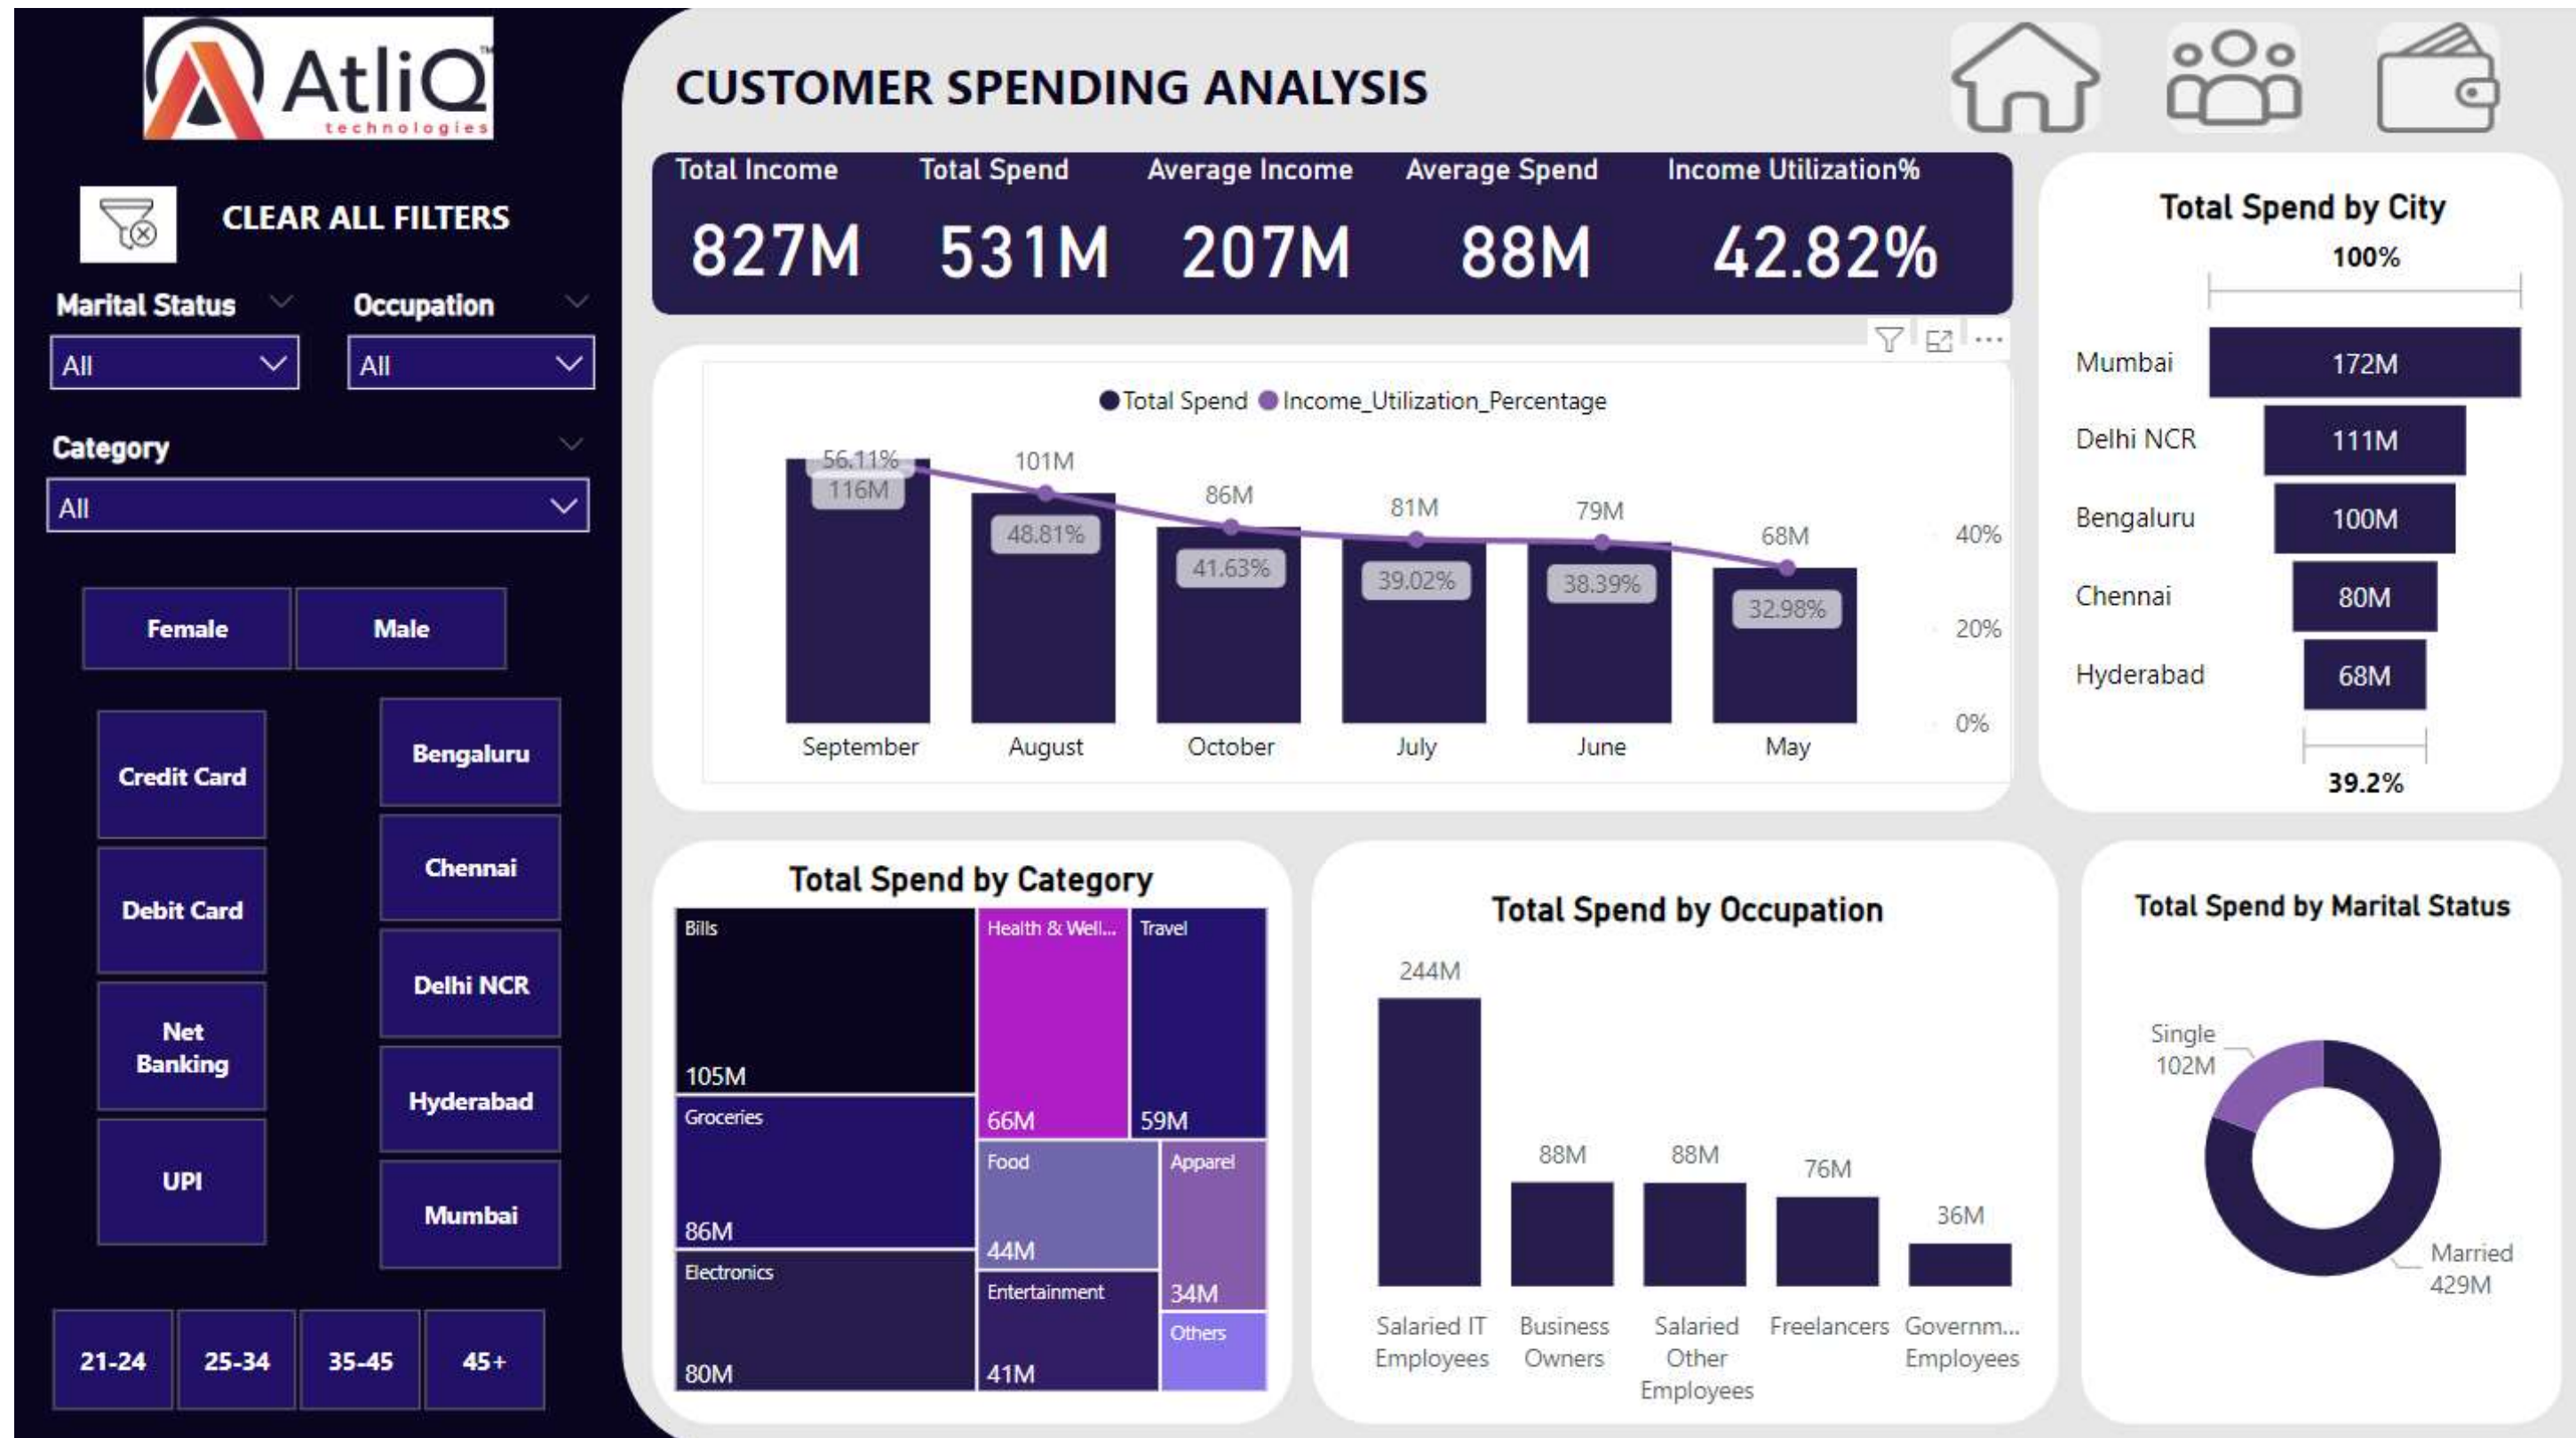 AtliQ
TM
technologies
CLEAR ALL FILTERS
Marital Status
Occupation
All
All
Category
All
Female
Male
Credit Card
Debit Card
Net
Banking
UPI
Bengaluru
Chennai
Delhi NCR
Hyderabad
Mumbai
21-24
25-34
35-45
45+
CUSTOMER SPENDING ANALYSIS
Total Income
827M
Total Spend
531M
Average Income
207M
Average Spend
88M
Income Utilization%
42.82%
Total Spend Income_Utilization_Percentage
56.11%
116M
101M
48.81%
86M
41.63%
81M
39.02%
79M
38.39%
68M
32.98%
40%
20%
0%
September
August
October
July
June
May
Total Spend by City
100%
Mumbai 172M
Delhi NCR 111M
Bengaluru 100M
Chennai 80M
Hyderabad 68M
39.2%
Total Spend by Category
Bills
105M
Groceries
86M
Electronics
80M
Health & Well...
66M
Travel
59M
Food
44M
Entertainment
41M
Apparel
34M
Others
Total Spend by Occupation
244M
88M
88M
76M
36M
Salaried IT
Employees
Business
Owners
Salaried
Other
Employees
Freelancers
Governm...
Employees
Total Spend by Marital Status
Single
102M
Married
429M